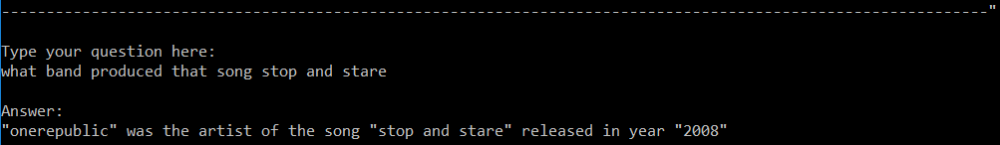 ----------------------------------------------------------------------------------------------------------------"
Type your question here:
what band produced that song stop and stare
Answer:
"onerepublic" was the artist of the song "stop and stare" released in year "2008"